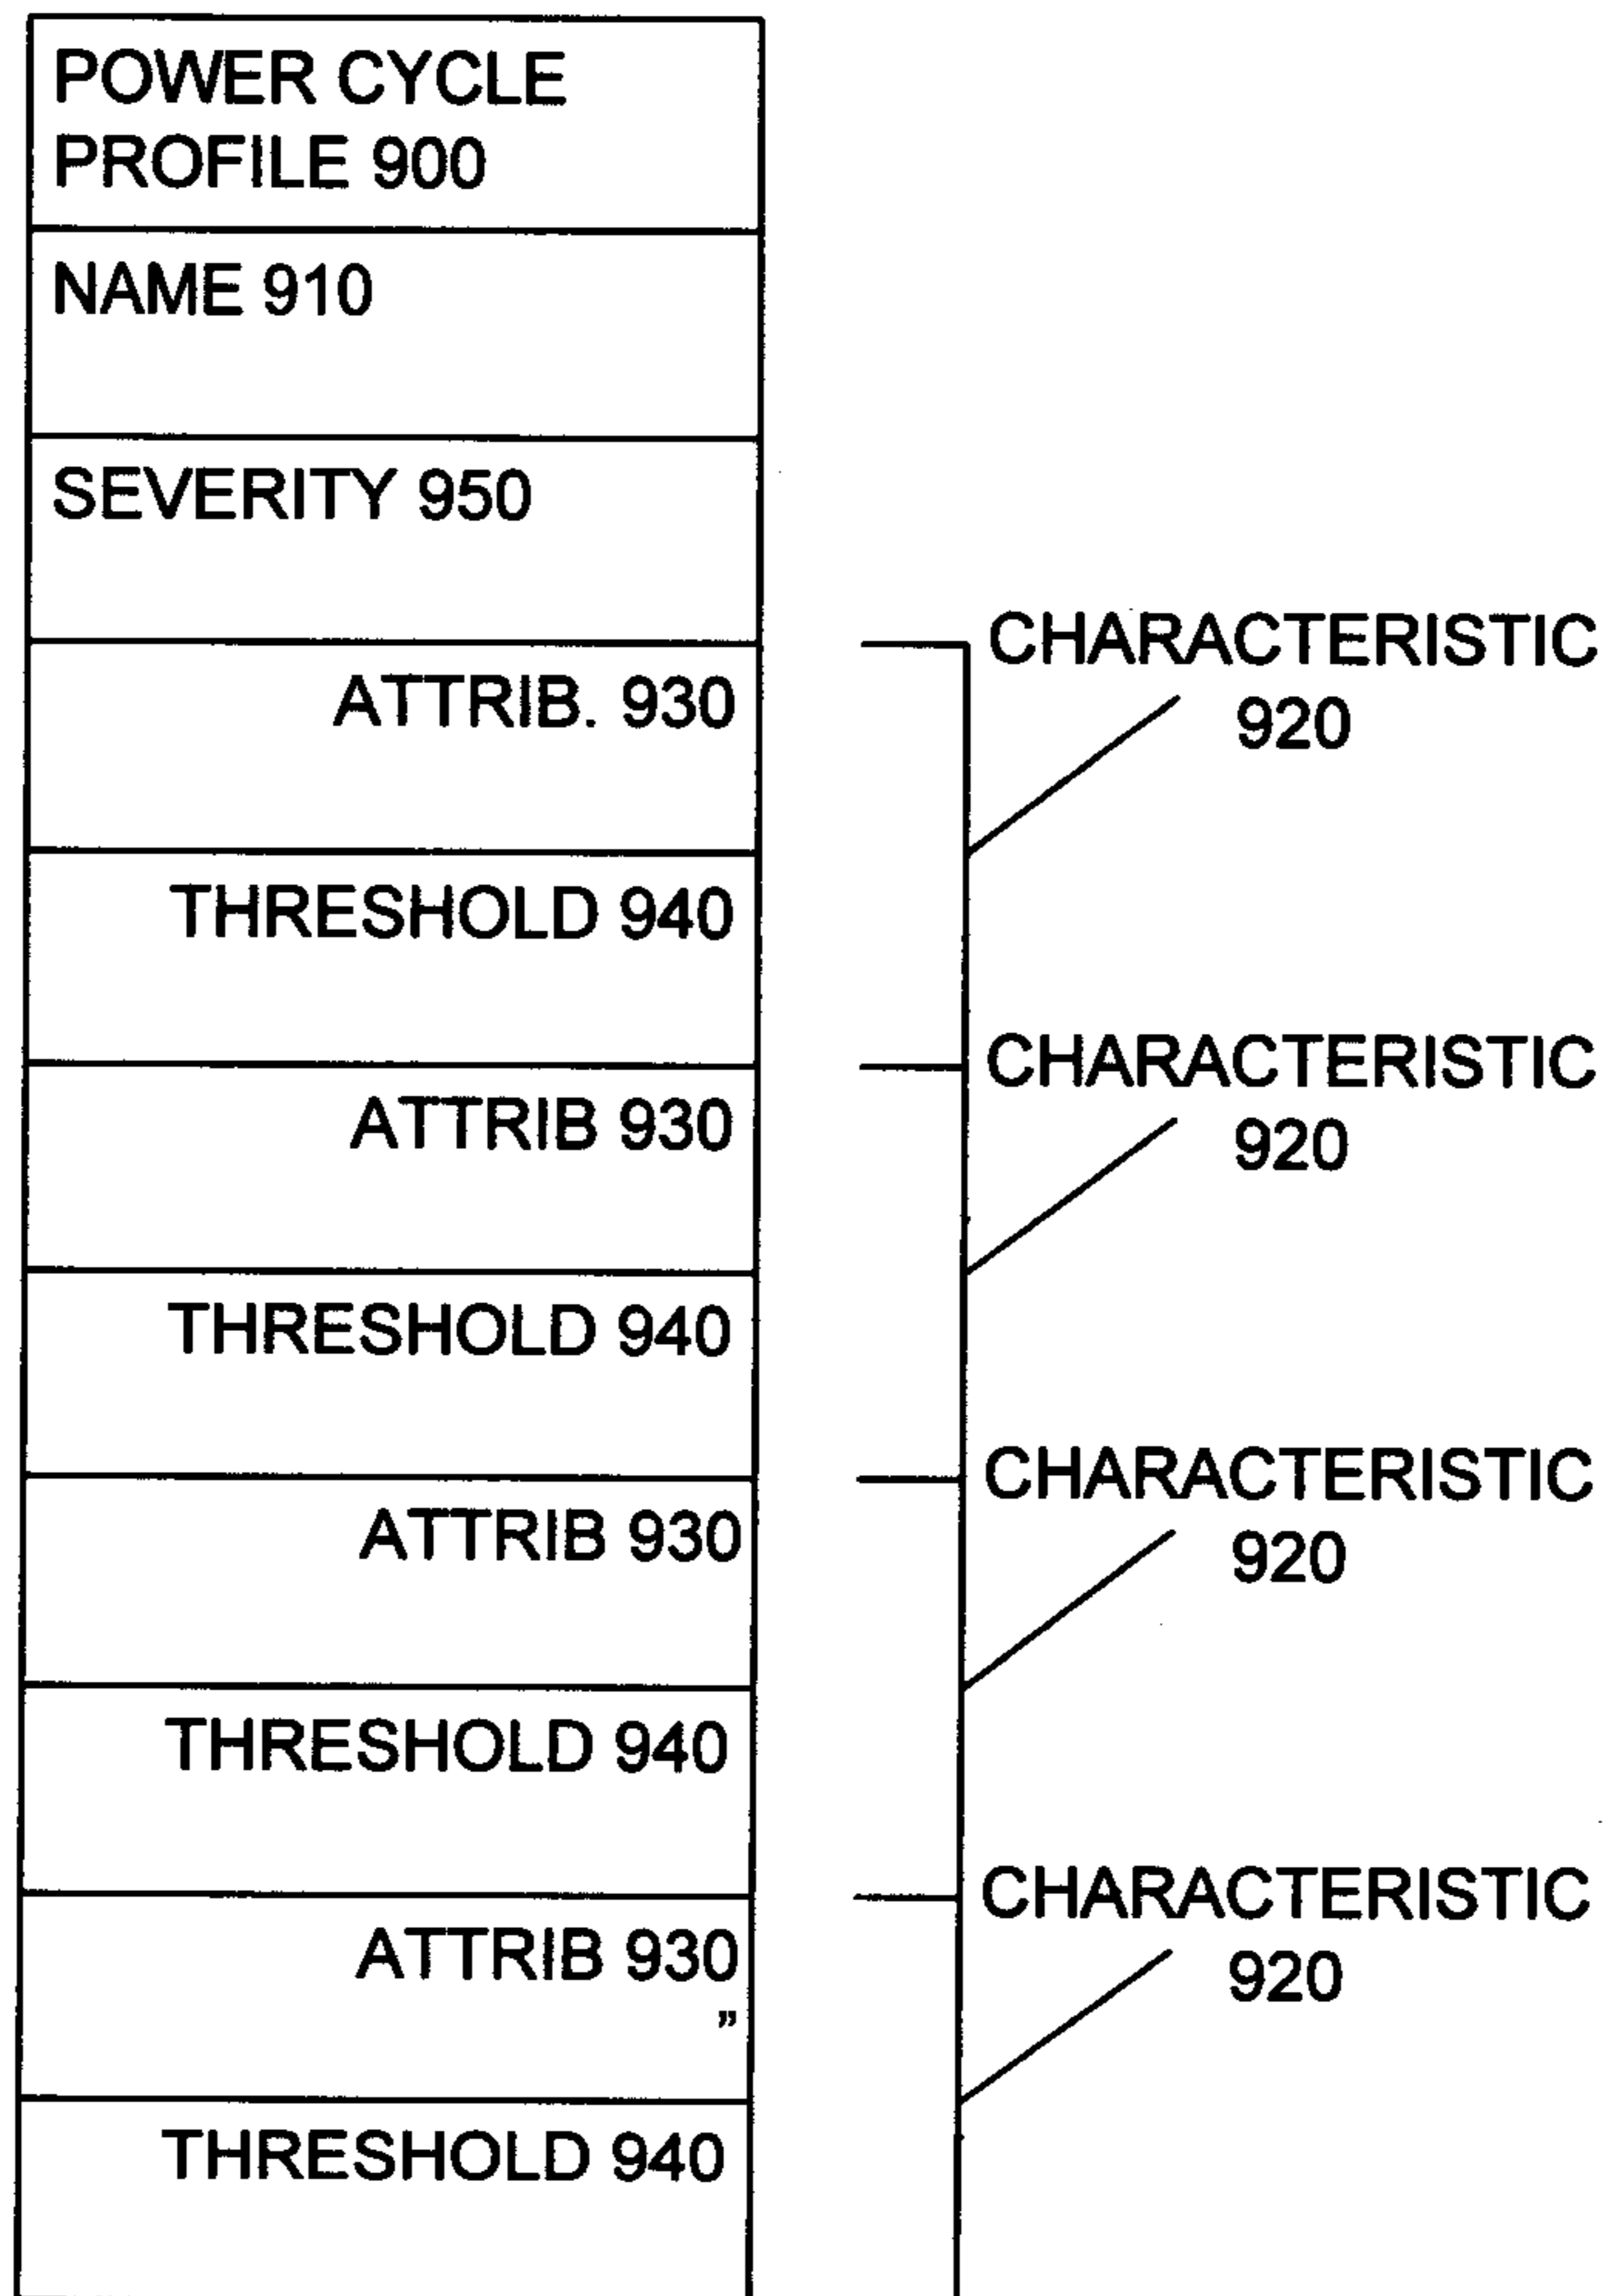 POWER CYCLE
PROFILE 900
NAME 910
SEVERITY 950
CHARACTERISTIC
920
ATTRIB. 930
THRESHOLD 940
CHARACTERISTIC
920
ATTRIB 930
THRESHOLD 940
CHARACTERISTIC
920
ATTRIB 930
THRESHOLD 940
CHARACTERISTIC
920
ATTRIB 930
"
THRESHOLD 940